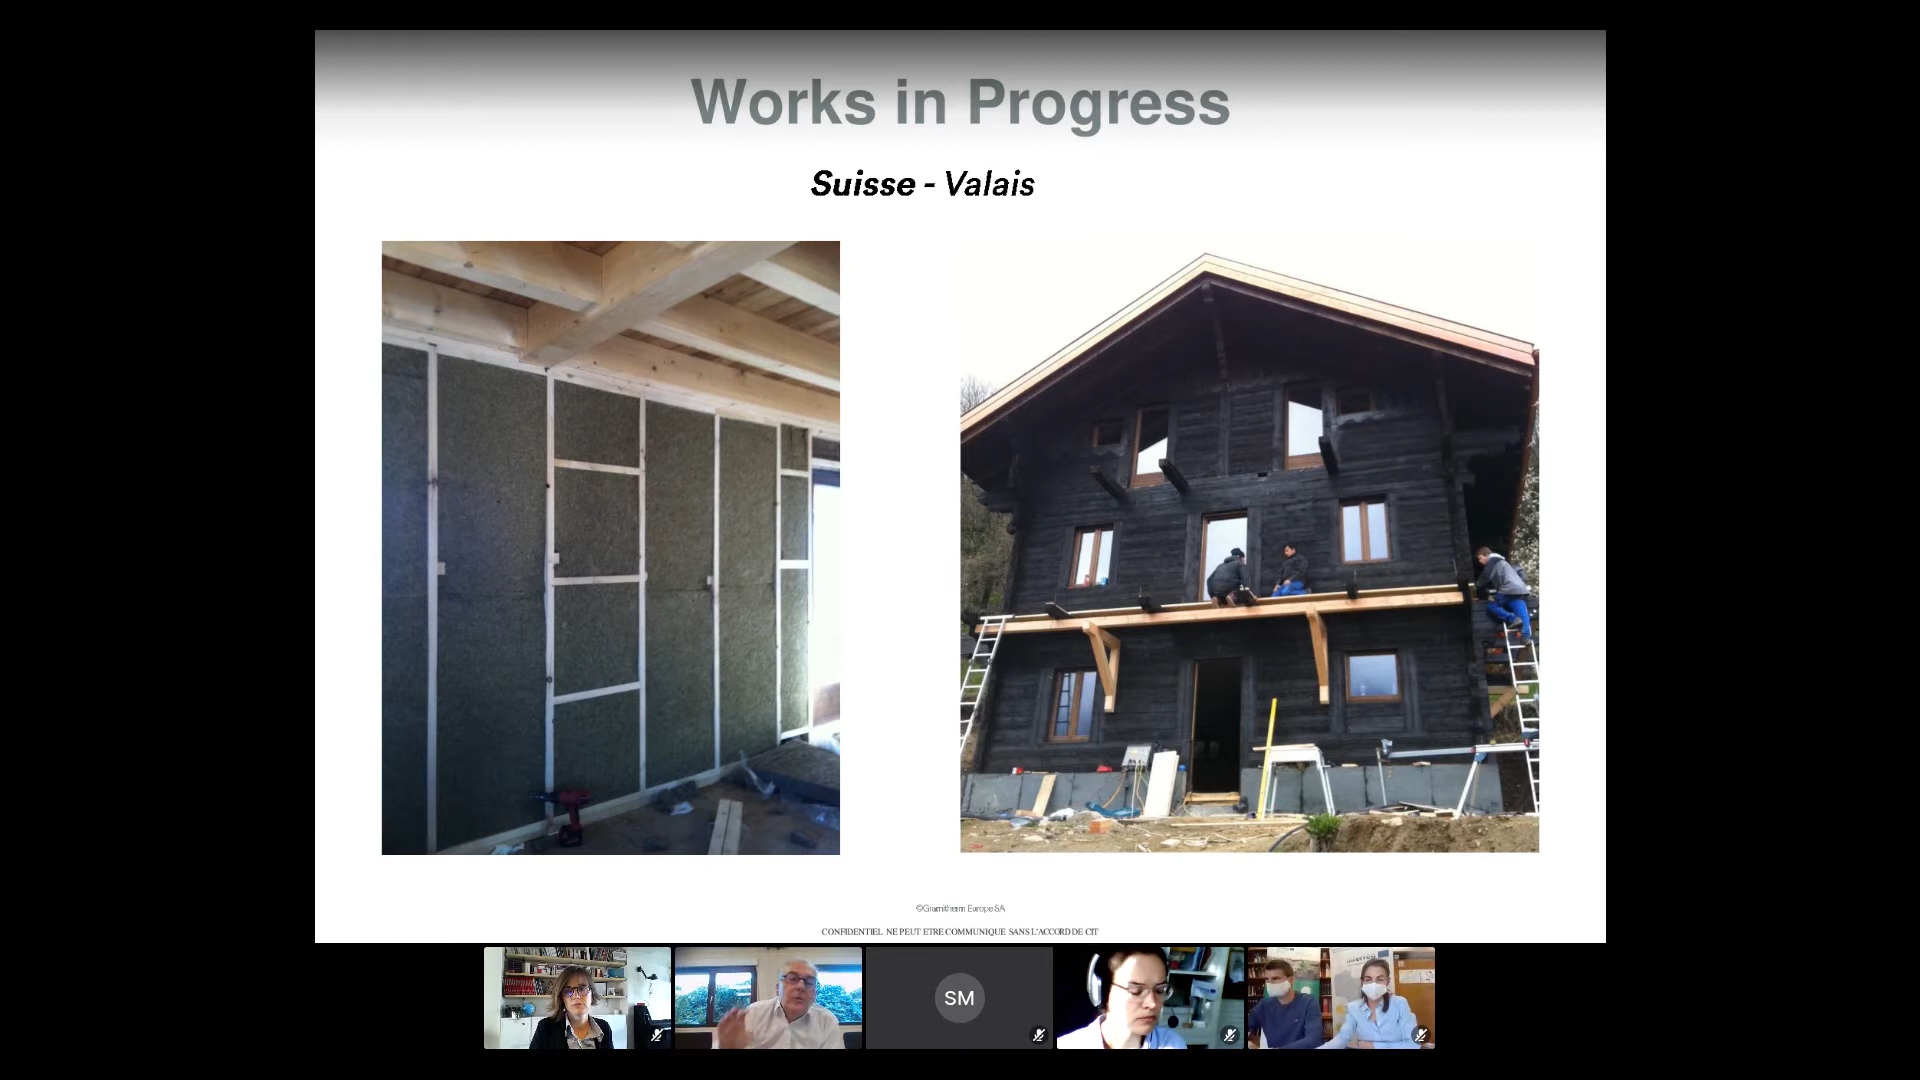 Works in Progress
Suisse - Valais
©Gramitherm Europe SA
CONFIDENTIEL NE PEUT ETRE COMMUNIQUE SANS L'ACCORD DE CIT
SM